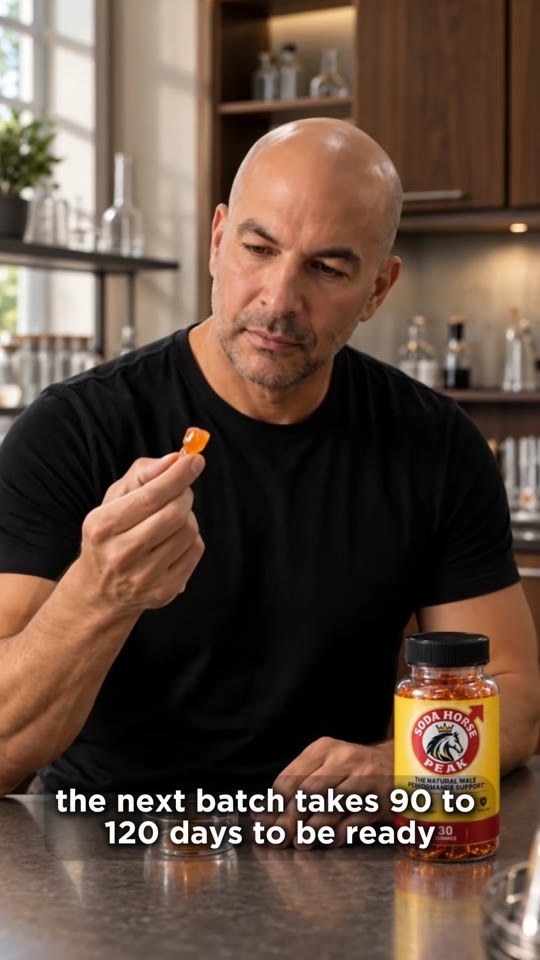 SODA HORSE
PEAK
THE NATURAL MALE
PERFORMANCE SUPPORT
30
the next batch takes 90 to
120 days to be ready